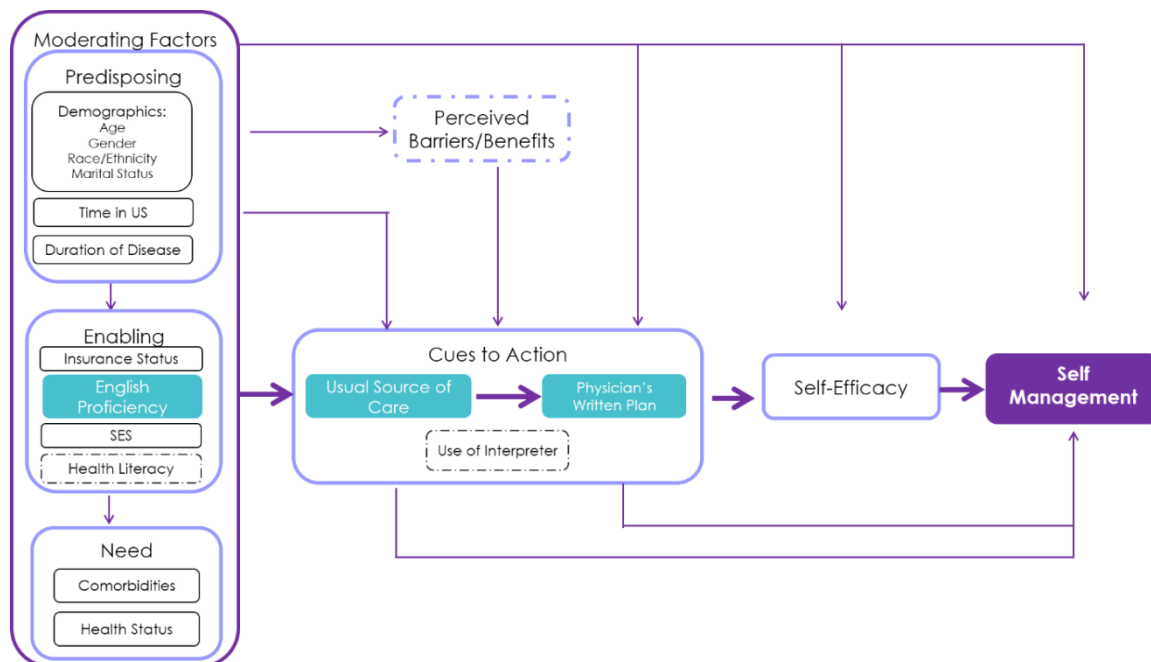 Moderating Factors
Predisposing
Demographics:
Age
Gender
Race/Ethnicity
Marital Status
Time in US
Duration of Disease
Enabling
Insurance Status
English
Proficiency
SES
Health Literacy
Need
Comorbidities
Health Status
Perceived
Barriers/Benefits
Cues to Action
Usual Source of
Care
Physician's
Written Plan
Use of Interpreter
Self-Efficacy
Self
Management